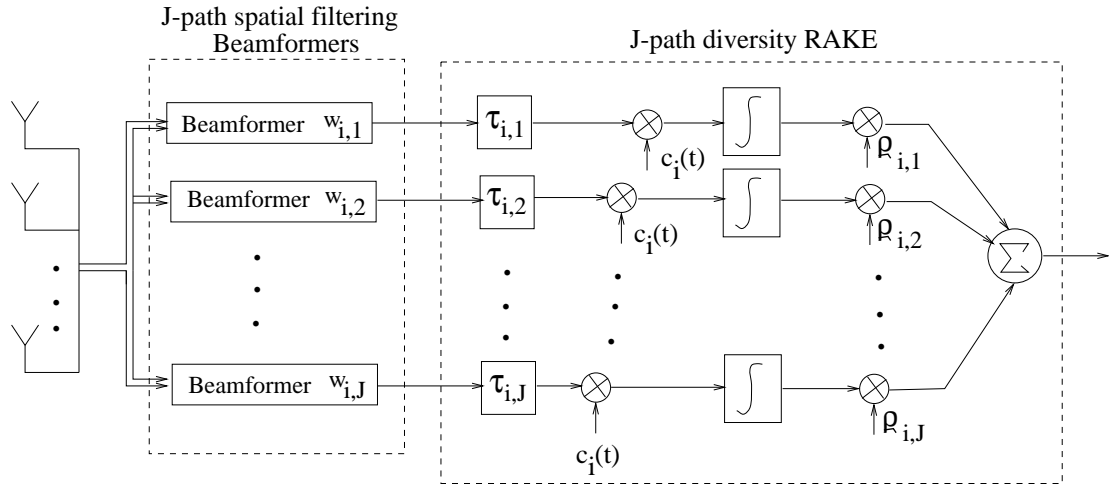 J-path spatial filtering
Beamformers
J-path diversity RAKE
Beamformer w_{i,1}
τ_{i,1}
c_i(t)
∫
ρ_{i,1}
Beamformer w_{i,2}
τ_{i,2}
c_i(t)
∫
ρ_{i,2}
Σ
Beamformer w_{i,J}
τ_{i,J}
c_i(t)
∫
ρ_{i,J}